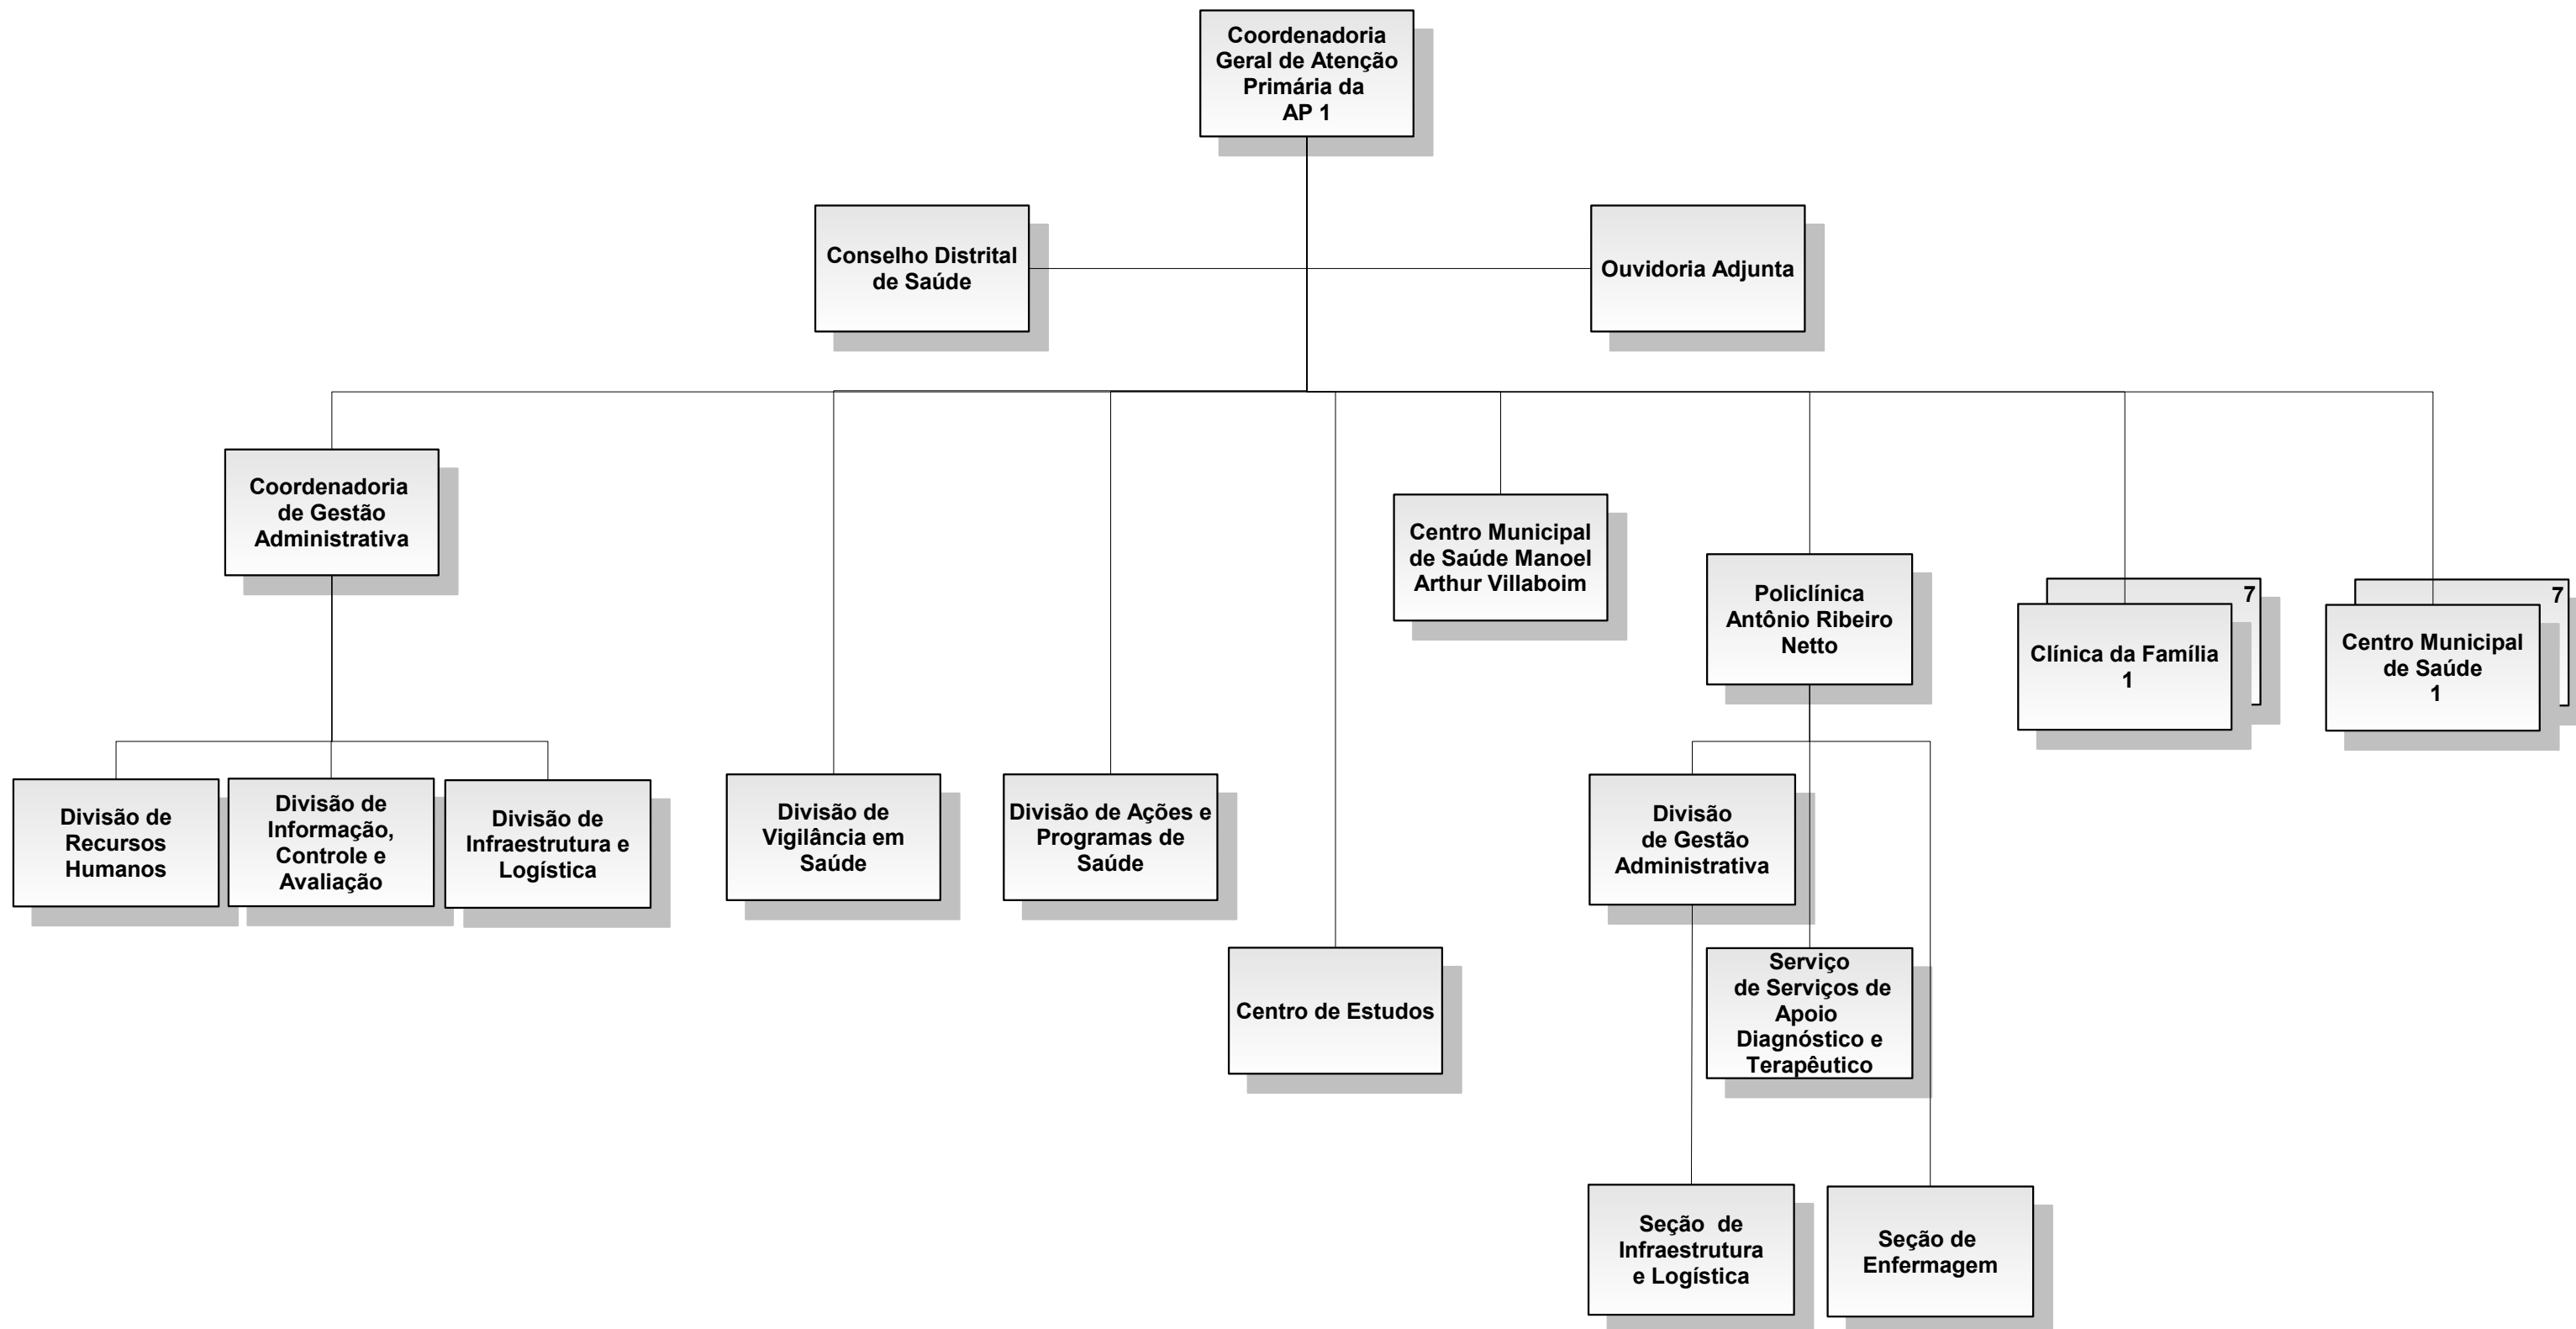 Coordenadoria
Geral de Atenção
Primária da
AP 1
Conselho Distrital
de Saúde
Ouvidoria Adjunta
Coordenadoria
de Gestão
Administrativa
Centro Municipal
de Saúde Manoel
Arthur Villaboim
Policlínica
Antônio Ribeiro
Netto
7
Clínica da Família
1
7
Centro Municipal
de Saúde
1
Divisão de
Recursos
Humanos
Divisão de
Informação,
Controle e
Avaliação
Divisão de
Infraestrutura e
Logística
Divisão de
Vigilância em
Saúde
Divisão de Ações e
Programas de
Saúde
Divisão
de Gestão
Administrativa
Centro de Estudos
Serviço
de Serviços de
Apoio
Diagnóstico e
Terapêutico
Seção de
Infraestrutura
e Logística
Seção de
Enfermagem